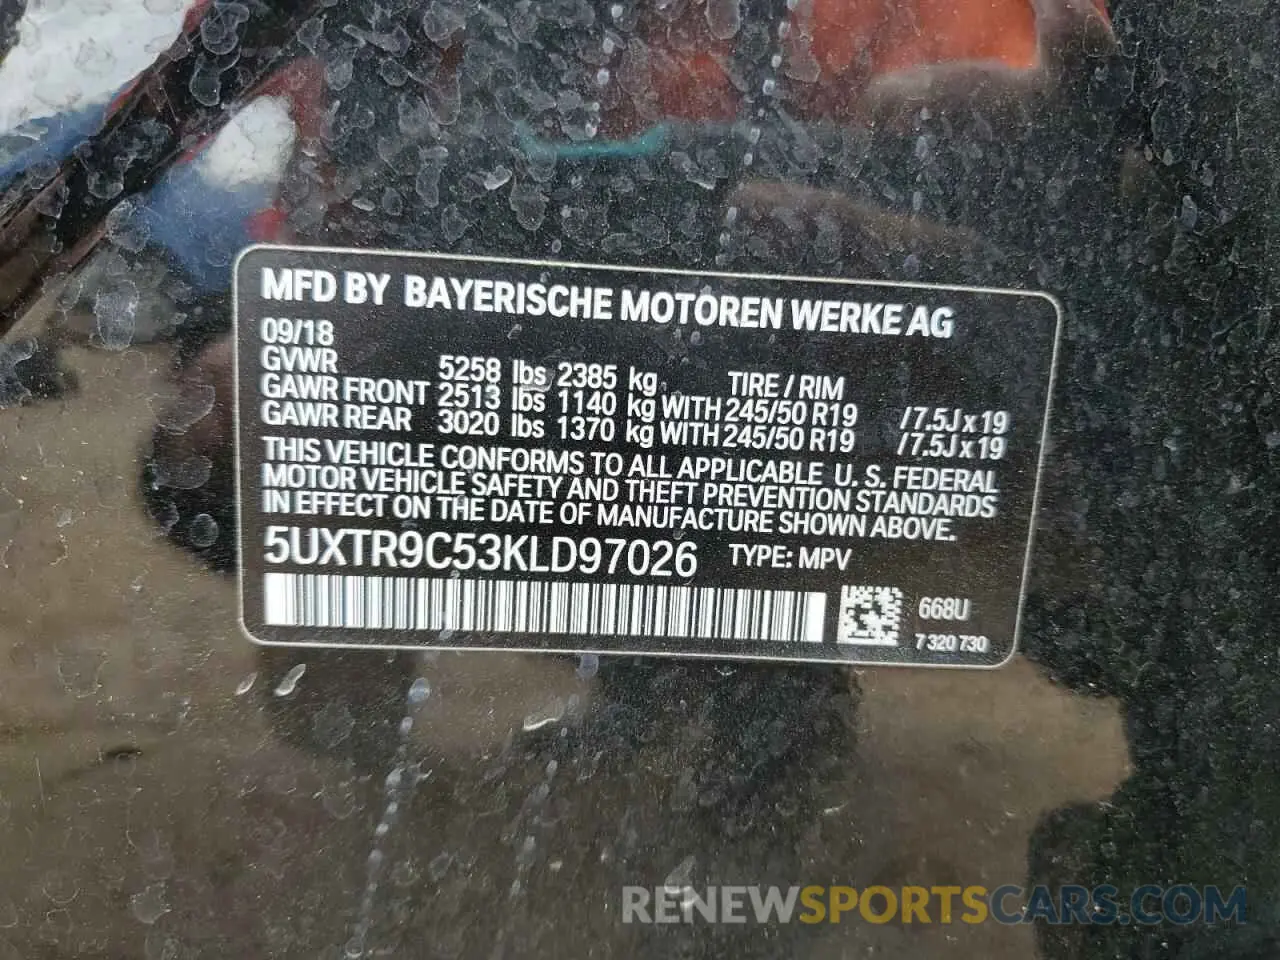 MFD BY BAYERISCHE MOTOREN WERKE AG
09/18
GVWR 5258 lbs 2385 kg TIRE / RIM
GAWR FRONT 2513 lbs 1140 kg WITH 245/50 R19 /7.5J x 19
GAWR REAR 3020 lbs 1370 kg WITH 245/50 R19 /7.5J x 19
THIS VEHICLE CONFORMS TO ALL APPLICABLE U. S. FEDERAL
MOTOR VEHICLE SAFETY AND THEFT PREVENTION STANDARDS
IN EFFECT ON THE DATE OF MANUFACTURE SHOWN ABOVE.
5UXTR9C53KLD97026 TYPE: MPV
668U
7 320 730
RENEWSPORTSCARS.COM